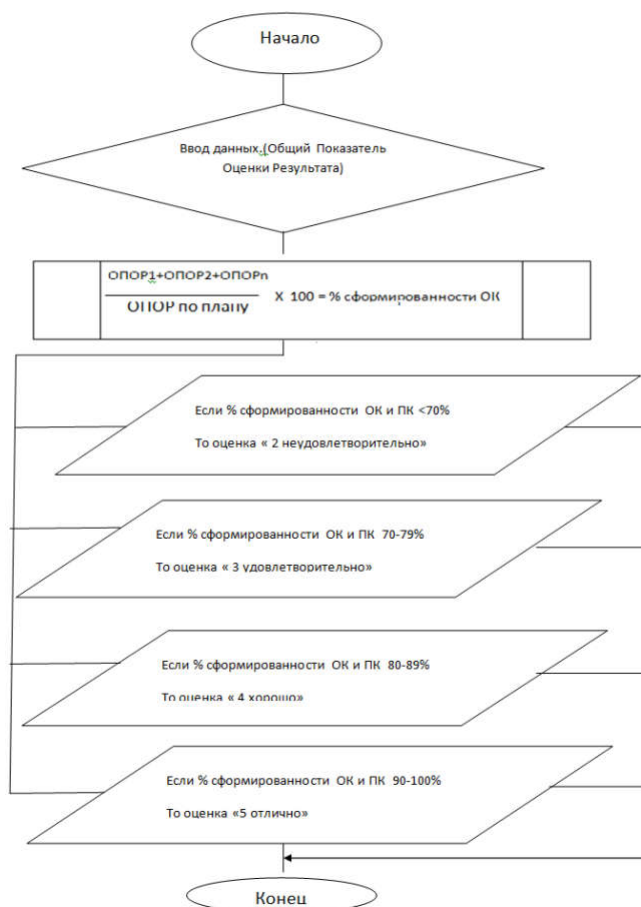 Начало
Ввод данных.(Общий Показатель
Оценки Результата)
ОПОР1+ОПОР2+ОПОРn
ОПОР по плану
X 100 = % сформированности ОК
Если % сформированности ОК и ПК <70%
То оценка « 2 неудовлетворительно»
Если % сформированности ОК и ПК 70-79%
То оценка « 3 удовлетворительно»
Если % сформированности ОК и ПК 80-89%
То оценка « 4 хорошо»
Если % сформированности ОК и ПК 90-100%
То оценка «5 отлично»
Конец